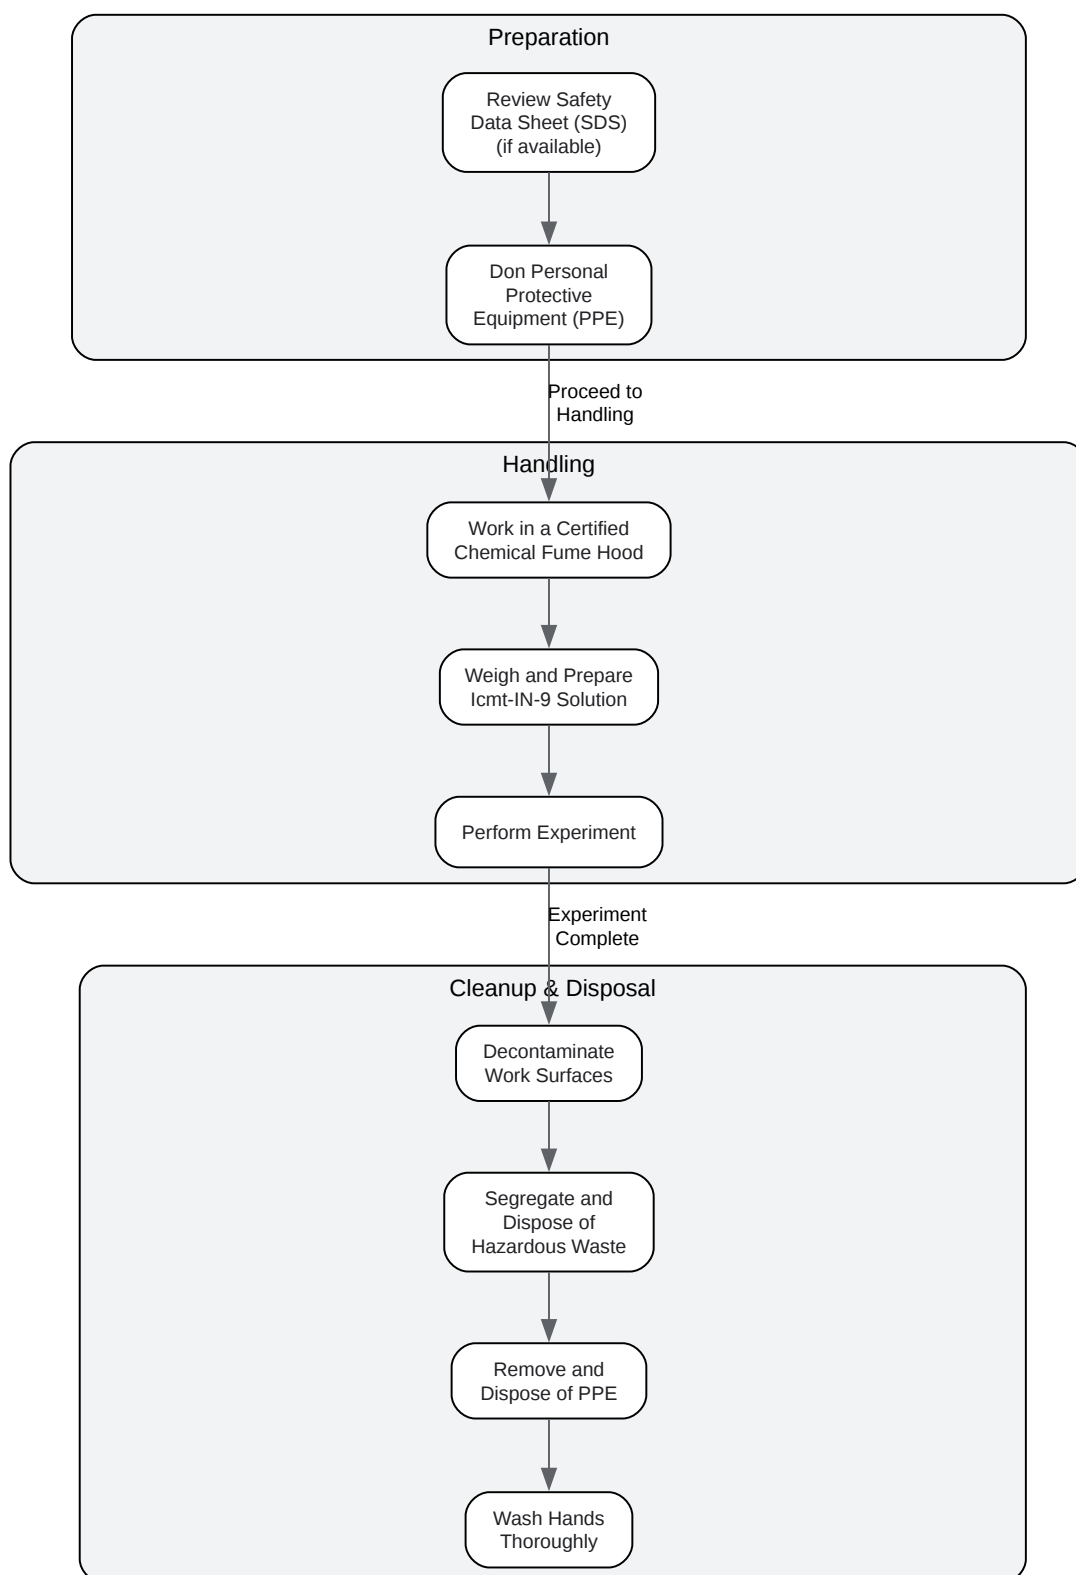 Preparation
Review Safety
Data Sheet (SDS)
(if available)
Don Personal
Protective
Equipment (PPE)
Proceed to
Handling
Handling
Work in a Certified
Chemical Fume Hood
Weigh and Prepare
Icmt-IN-9 Solution
Perform Experiment
Experiment
Complete
Cleanup & Disposal
Decontaminate
Work Surfaces
Segregate and
Dispose of
Hazardous Waste
Remove and
Dispose of PPE
Wash Hands
Thoroughly